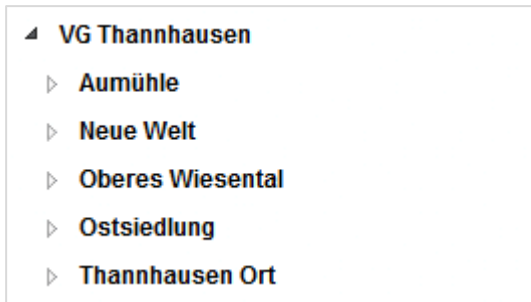 VG Thannhausen
Aumühle
Neue Welt
Oberes Wiesental
Ostsiedlung
Thannhausen Ort